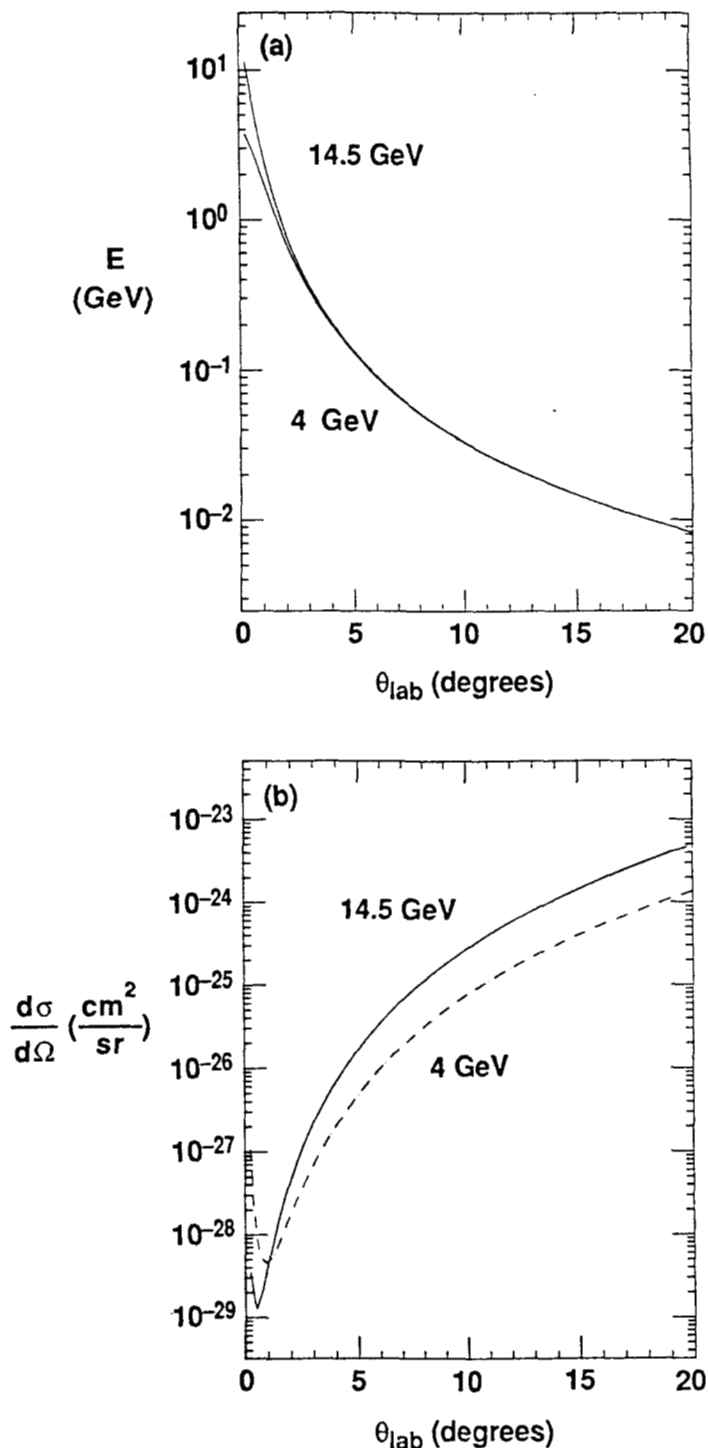 (a)
10¹
14.5 GeV
10⁰
E
(GeV)
10⁻¹
4 GeV
10⁻²
0 5 10 15 20
θlab (degrees)
(b)
10⁻²³
14.5 GeV
10⁻²⁴
10⁻²⁵
dσ/dΩ (cm²/sr)
4 GeV
10⁻²⁶
10⁻²⁷
10⁻²⁸
10⁻²⁹
0 5 10 15 20
θlab (degrees)